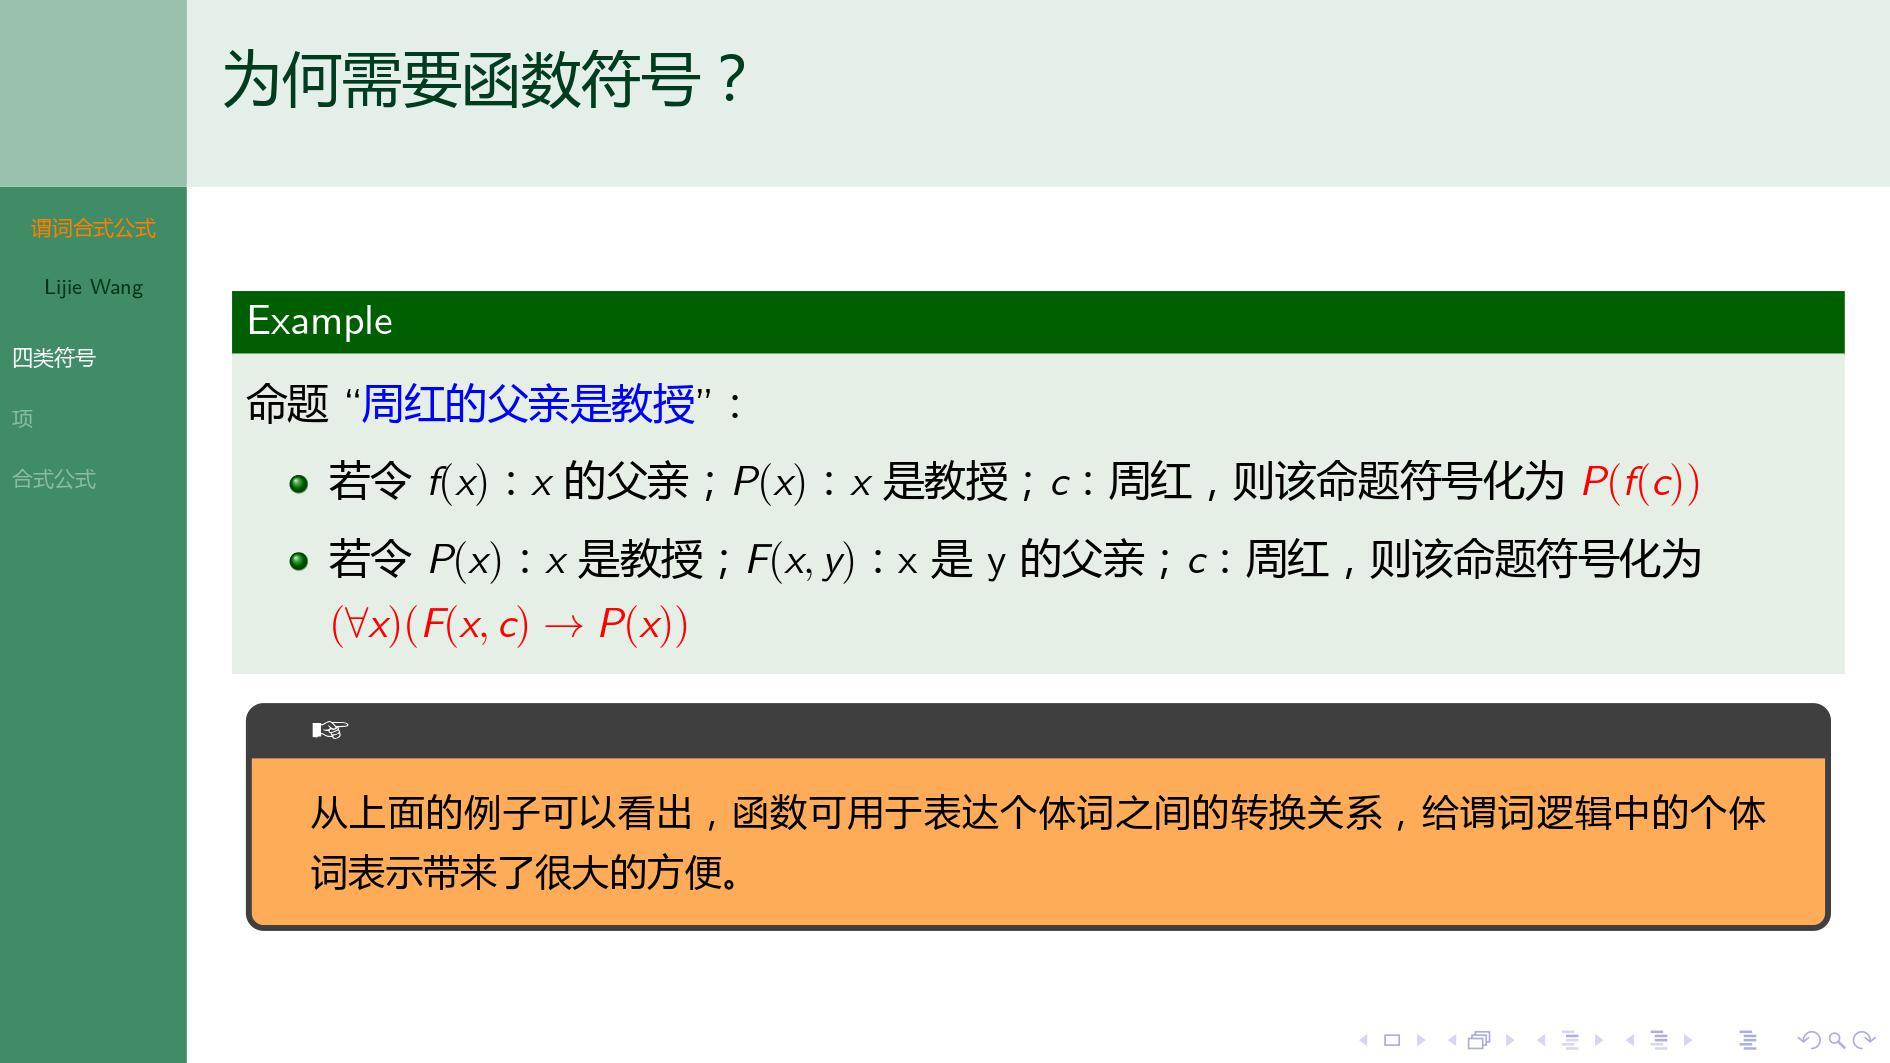 为何需要函数符号？
谓词合式公式
Lijie Wang
四类符号
项
合式公式
Example
命题 “周红的父亲是教授”：
若令 f(x)：x 的父亲；P(x)：x 是教授；c：周红，则该命题符号化为 P(f(c))
若令 P(x)：x 是教授；F(x, y)：x 是 y 的父亲；c：周红，则该命题符号化为
(∀x)(F(x, c) → P(x))
☞
从上面的例子可以看出，函数可用于表达个体词之间的转换关系，给谓词逻辑中的个体
词表示带来了很大的方便。